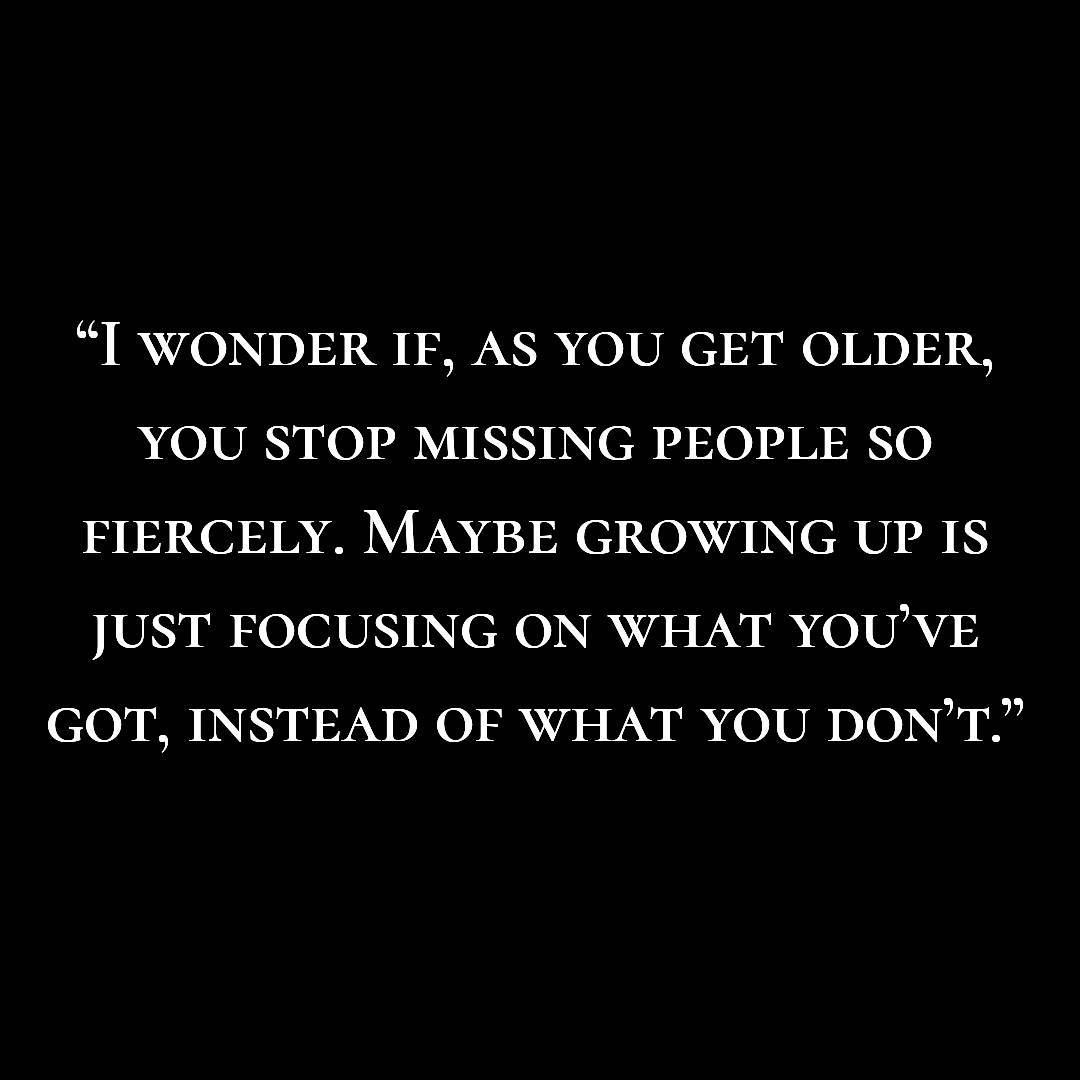 “I wonder if, as you get older,
you stop missing people so
fiercely. Maybe growing up is
just focusing on what you’ve
got, instead of what you don’t.”